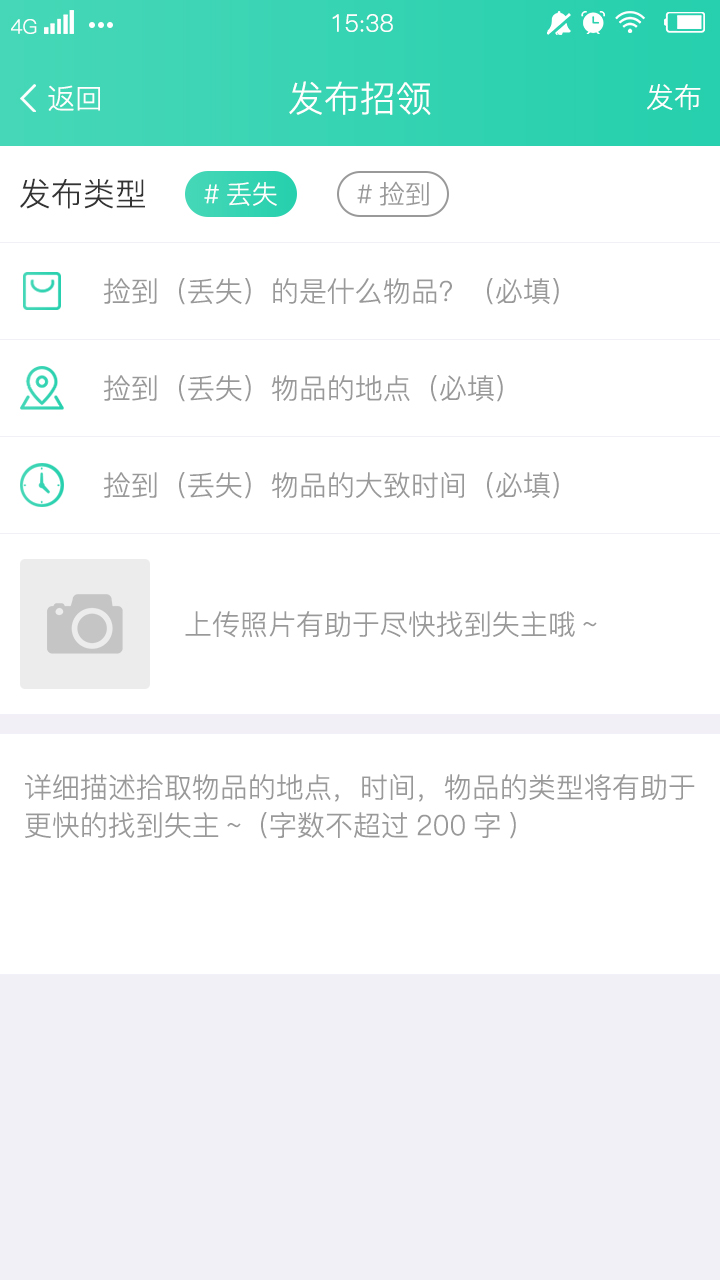 4G 15:38
返回 发布招领 发布
发布类型 # 丢失 # 捡到
捡到（丢失）的是什么物品？（必填）
捡到（丢失）物品的地点（必填）
捡到（丢失）物品的大致时间（必填）
上传照片有助于尽快找到失主哦 ~
详细描述拾取物品的地点，时间，物品的类型将有助于
更快的找到失主 ~（字数不超过 200 字 ）